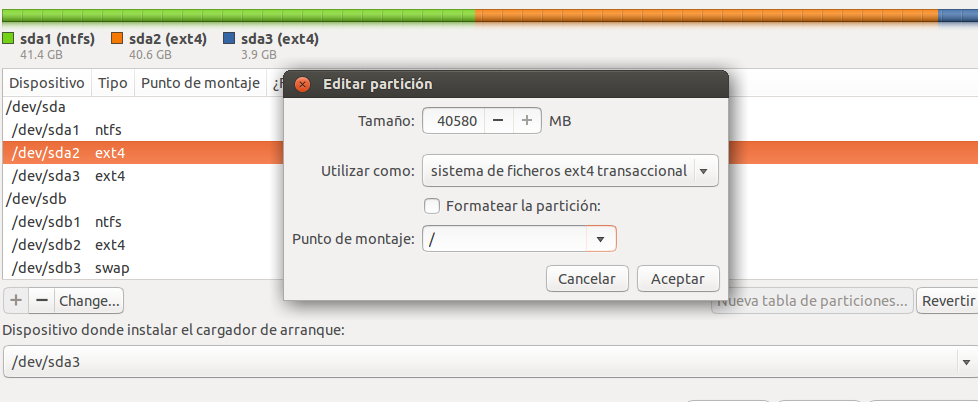 sda1 (ntfs) sda2 (ext4) sda3 (ext4)
41.4 GB 40.6 GB 3.9 GB
Dispositivo Tipo Punto de montaje
Editar partición
Tamaño: 40580 − + MB
Utilizar como: sistema de ficheros ext4 transaccional
Formatear la partición:
Punto de montaje: /
Cancelar Aceptar
/dev/sda
/dev/sda1 ntfs
/dev/sda2 ext4
/dev/sda3 ext4
/dev/sdb
/dev/sdb1 ntfs
/dev/sdb2 ext4
/dev/sdb3 swap
+ − Change... Nueva tabla de particiones... Revertir
Dispositivo donde instalar el cargador de arranque:
/dev/sda3